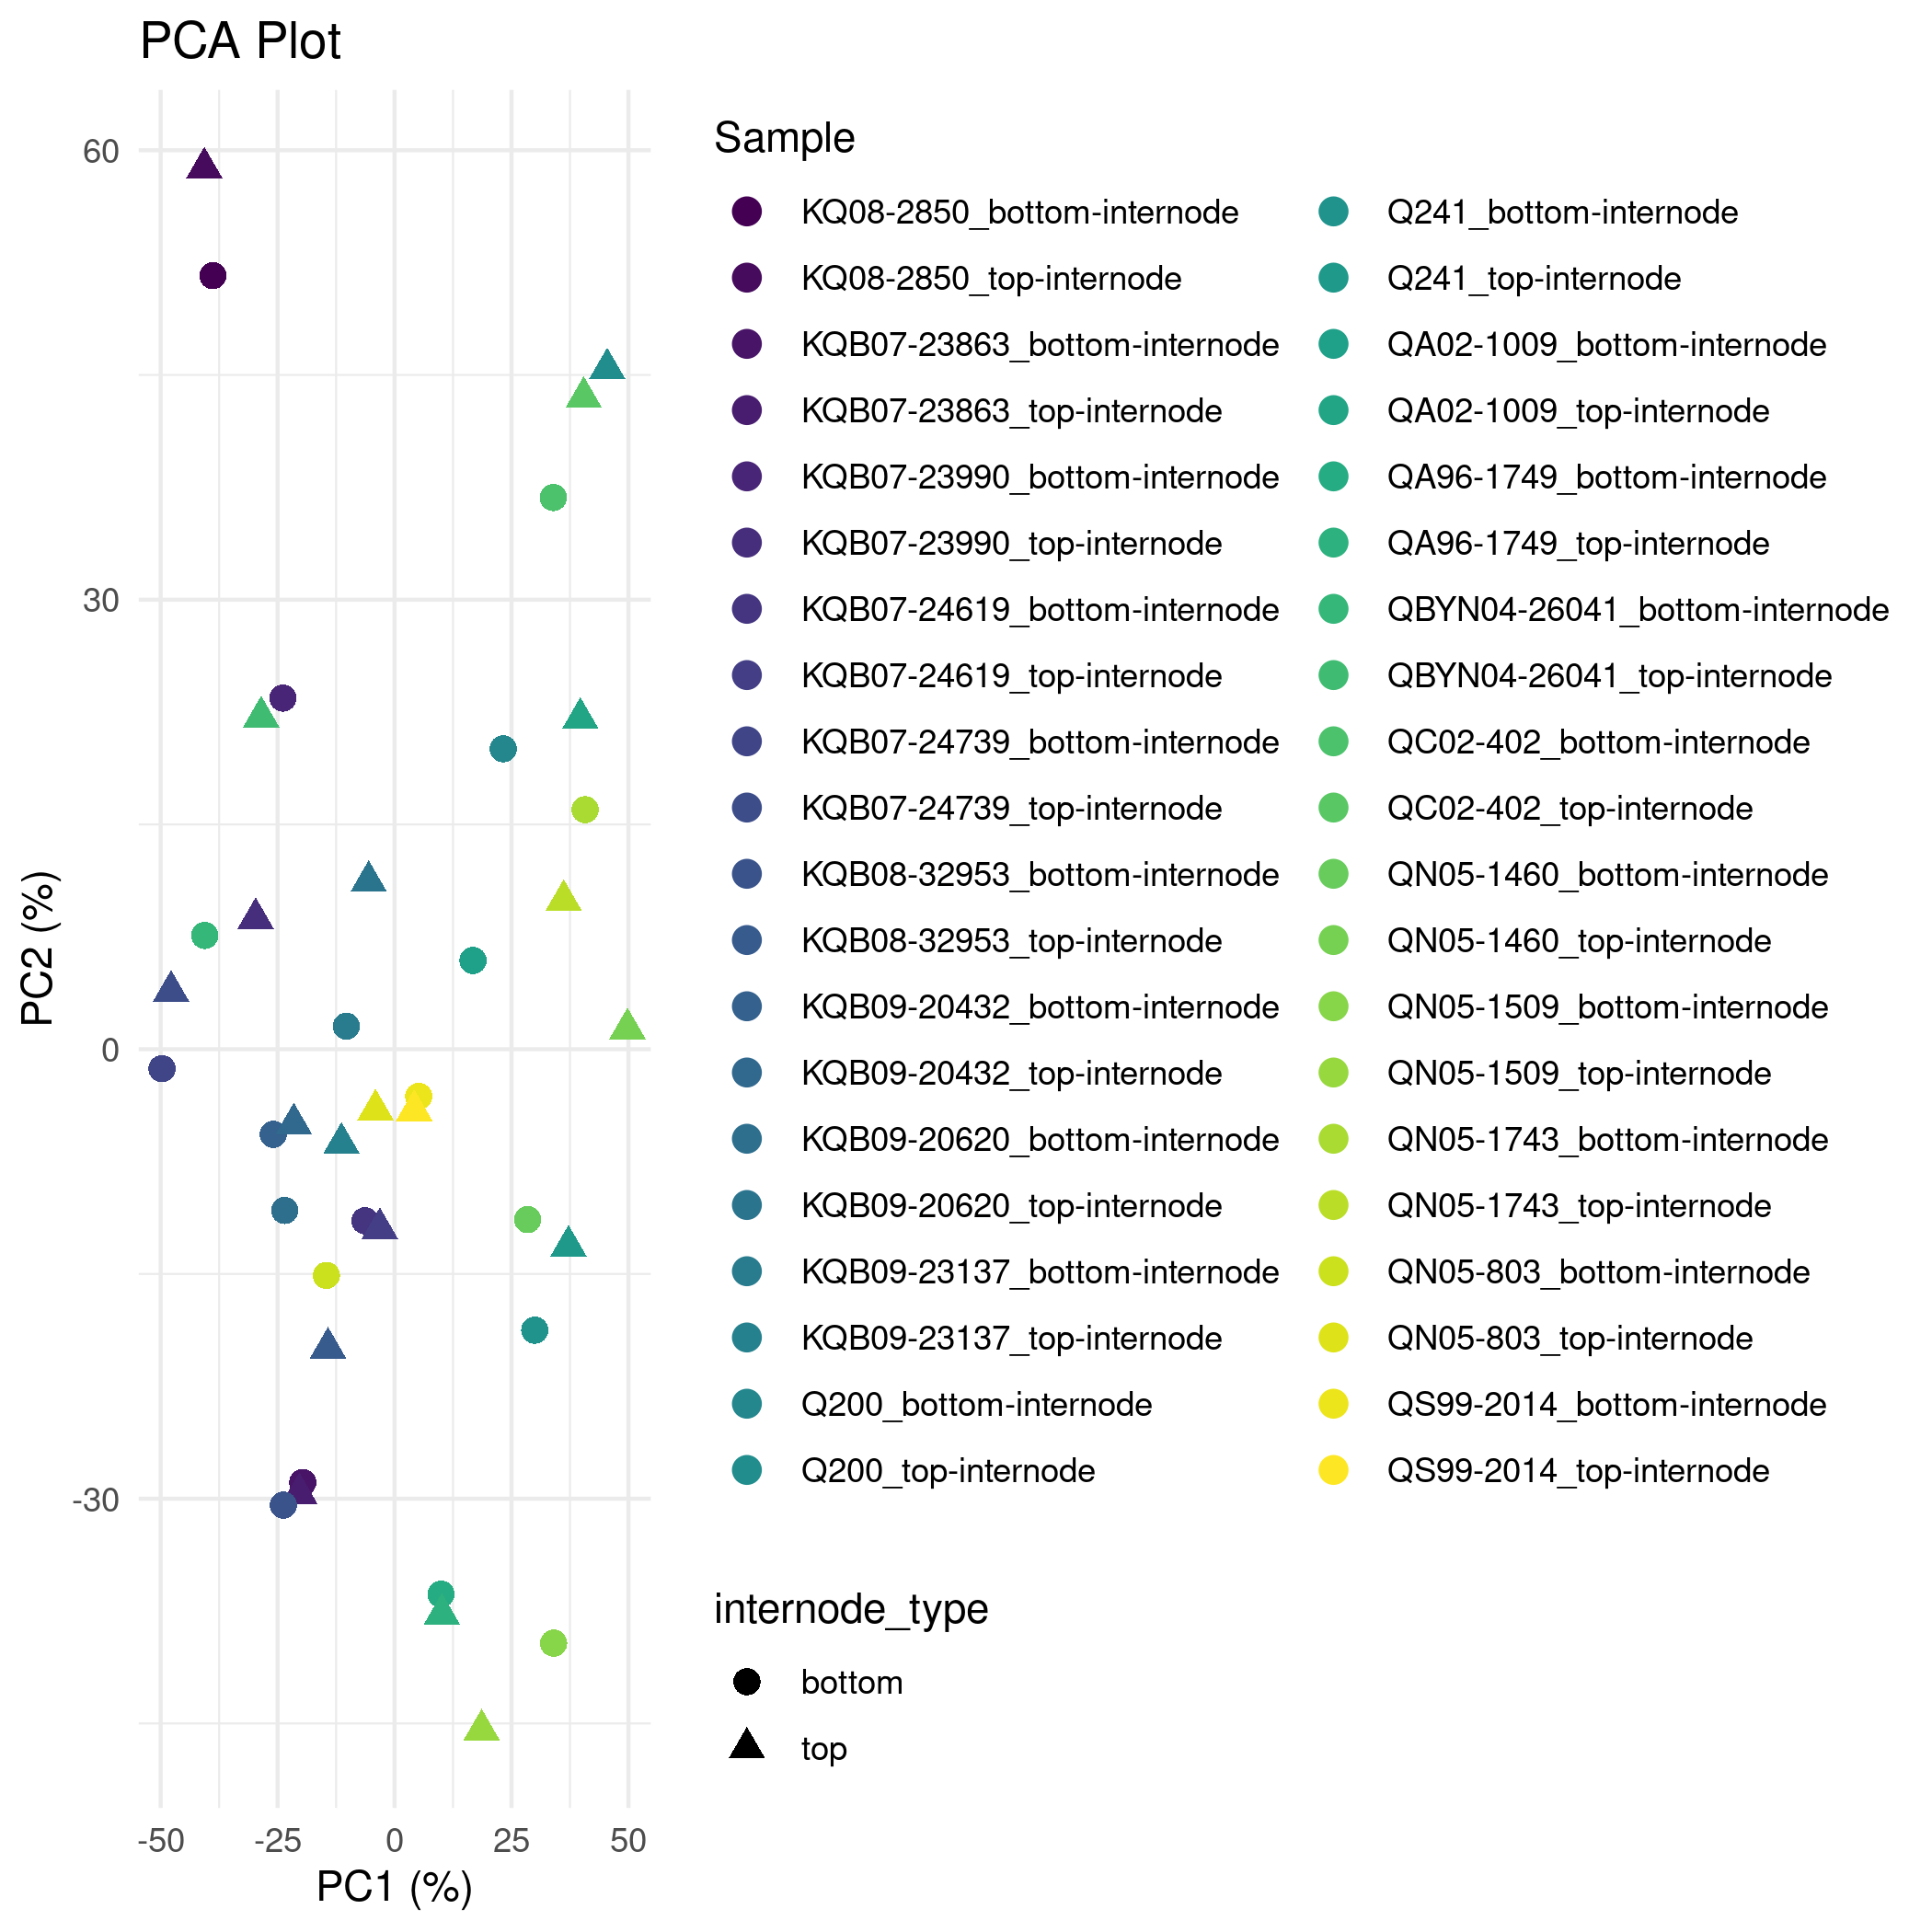 PCA Plot
60
30
0
-30
PC2 (%)
-50 -25 0 25 50
PC1 (%)
Sample
KQ08-2850_bottom-internode
KQ08-2850_top-internode
KQB07-23863_bottom-internode
KQB07-23863_top-internode
KQB07-23990_bottom-internode
KQB07-23990_top-internode
KQB07-24619_bottom-internode
KQB07-24619_top-internode
KQB07-24739_bottom-internode
KQB07-24739_top-internode
KQB08-32953_bottom-internode
KQB08-32953_top-internode
KQB09-20432_bottom-internode
KQB09-20432_top-internode
KQB09-20620_bottom-internode
KQB09-20620_top-internode
KQB09-23137_bottom-internode
KQB09-23137_top-internode
Q200_bottom-internode
Q200_top-internode
Q241_bottom-internode
Q241_top-internode
QA02-1009_bottom-internode
QA02-1009_top-internode
QA96-1749_bottom-internode
QA96-1749_top-internode
QBYN04-26041_bottom-internode
QBYN04-26041_top-internode
QC02-402_bottom-internode
QC02-402_top-internode
QN05-1460_bottom-internode
QN05-1460_top-internode
QN05-1509_bottom-internode
QN05-1509_top-internode
QN05-1743_bottom-internode
QN05-1743_top-internode
QN05-803_bottom-internode
QN05-803_top-internode
QS99-2014_bottom-internode
QS99-2014_top-internode
internode_type
bottom
top